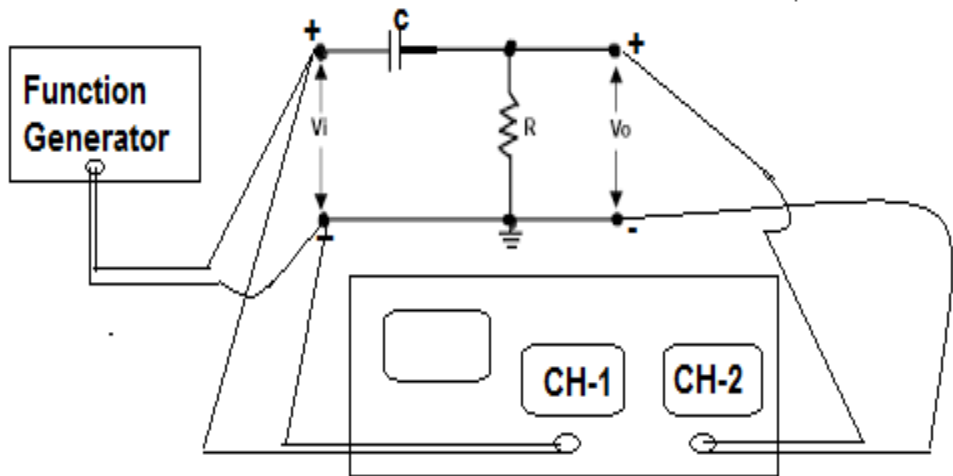 C
+
+
Function
Generator
Vi
R
Vo
-
-
CH-1
CH-2